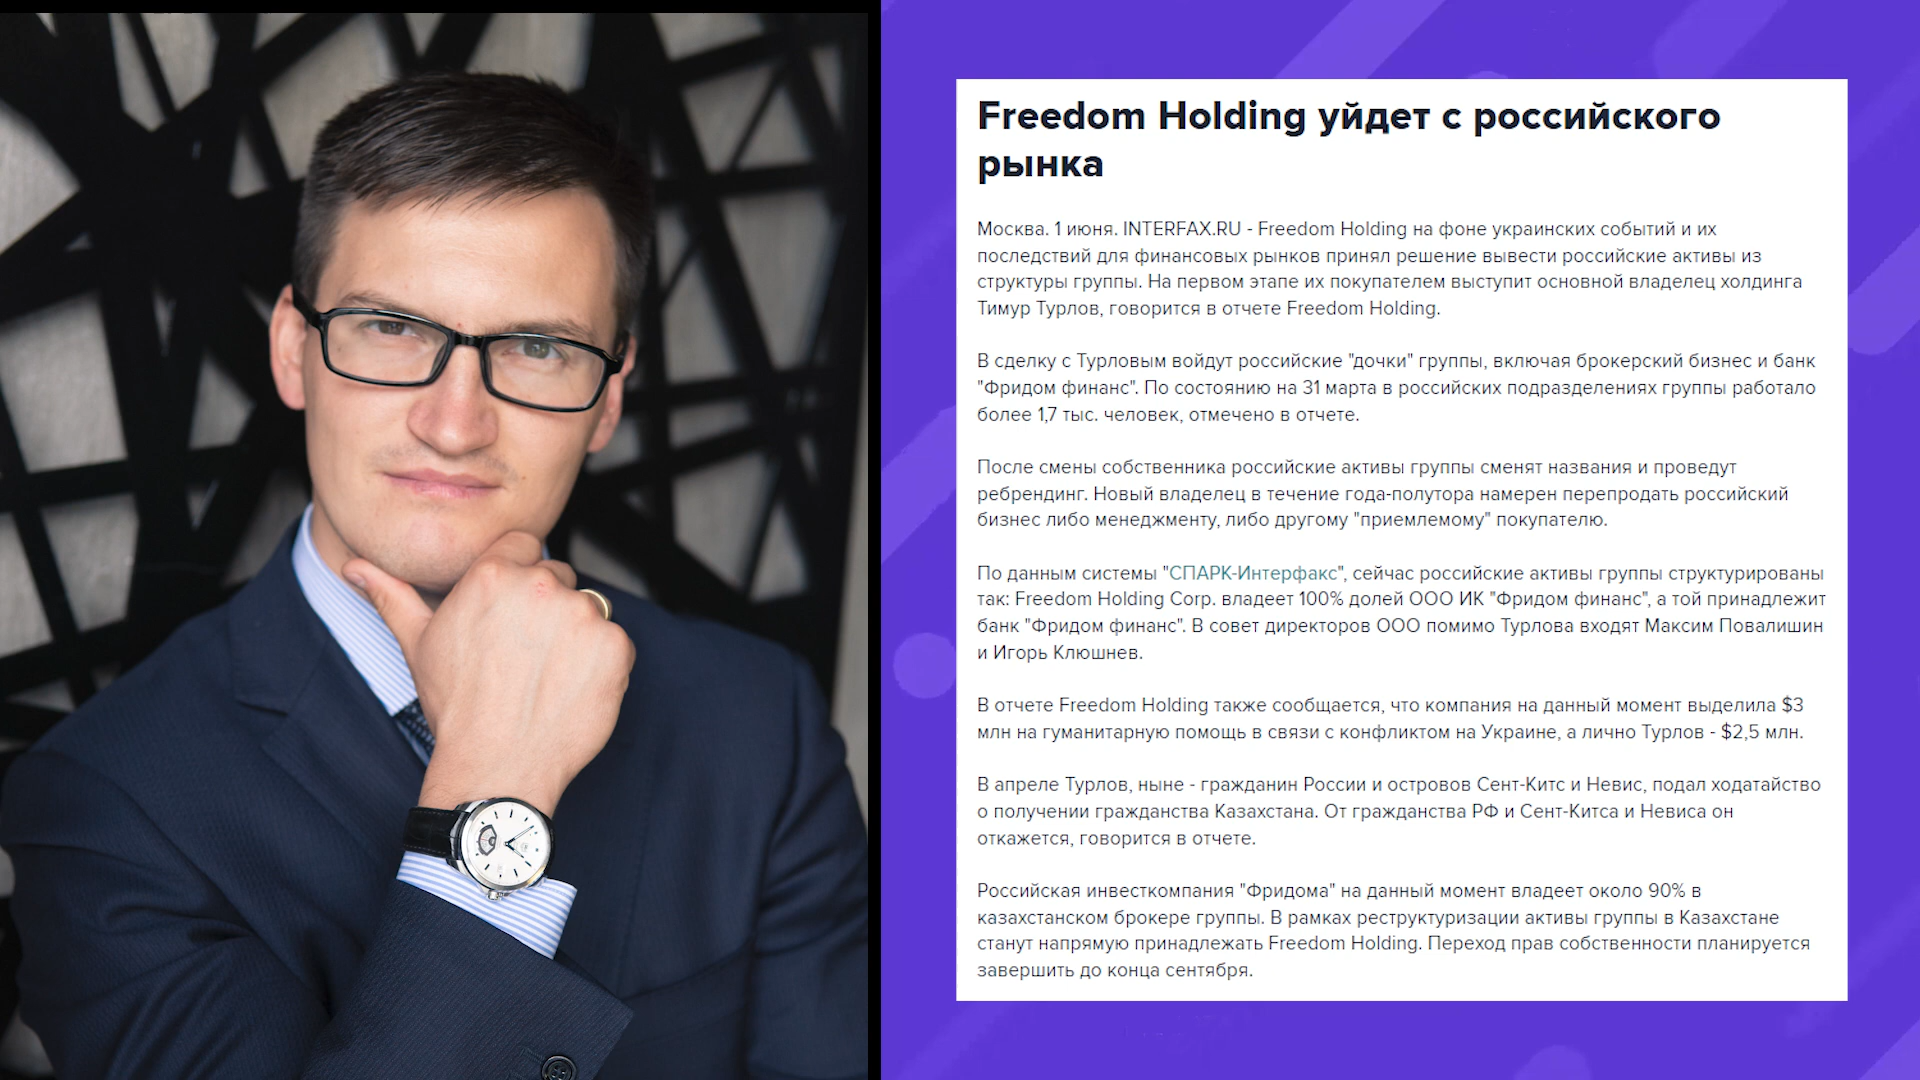 Freedom Holding уйдет с российского
рынка
Москва. 1 июня. INTERFAX.RU - Freedom Holding на фоне украинских событий и их
последствий для финансовых рынков принял решение вывести российские активы из
структуры группы. На первом этапе их покупателем выступит основной владелец холдинга
Тимур Турлов, говорится в отчете Freedom Holding.
В сделку с Турловым войдут российские "дочки" группы, включая брокерский бизнес и банк
"Фридом финанс". По состоянию на 31 марта в российских подразделениях группы работало
более 1,7 тыс. человек, отмечено в отчете.
После смены собственника российские активы группы сменят названия и проведут
ребрендинг. Новый владелец в течение года-полутора намерен перепродать российский
бизнес либо менеджменту, либо другому "приемлемому" покупателю.
По данным системы "СПАРК-Интерфакс", сейчас российские активы группы структурированы
так: Freedom Holding Corp. владеет 100% долей ООО ИК "Фридом финанс", а той принадлежит
банк "Фридом финанс". В совет директоров ООО помимо Турлова входят Максим Повалишин
и Игорь Клюшнев.
В отчете Freedom Holding также сообщается, что компания на данный момент выделила $3
млн на гуманитарную помощь в связи с конфликтом на Украине, а лично Турлов - $2,5 млн.
В апреле Турлов, ныне - гражданин России и островов Сент-Китс и Невис, подал ходатайство
о получении гражданства Казахстана. От гражданства РФ и Сент-Китса и Невиса он
откажется, говорится в отчете.
Российская инвесткомпания "Фридома" на данный момент владеет около 90% в
казахстанском брокере группы. В рамках реструктуризации активы группы в Казахстане
станут напрямую принадлежать Freedom Holding. Переход прав собственности планируется
завершить до конца сентября.